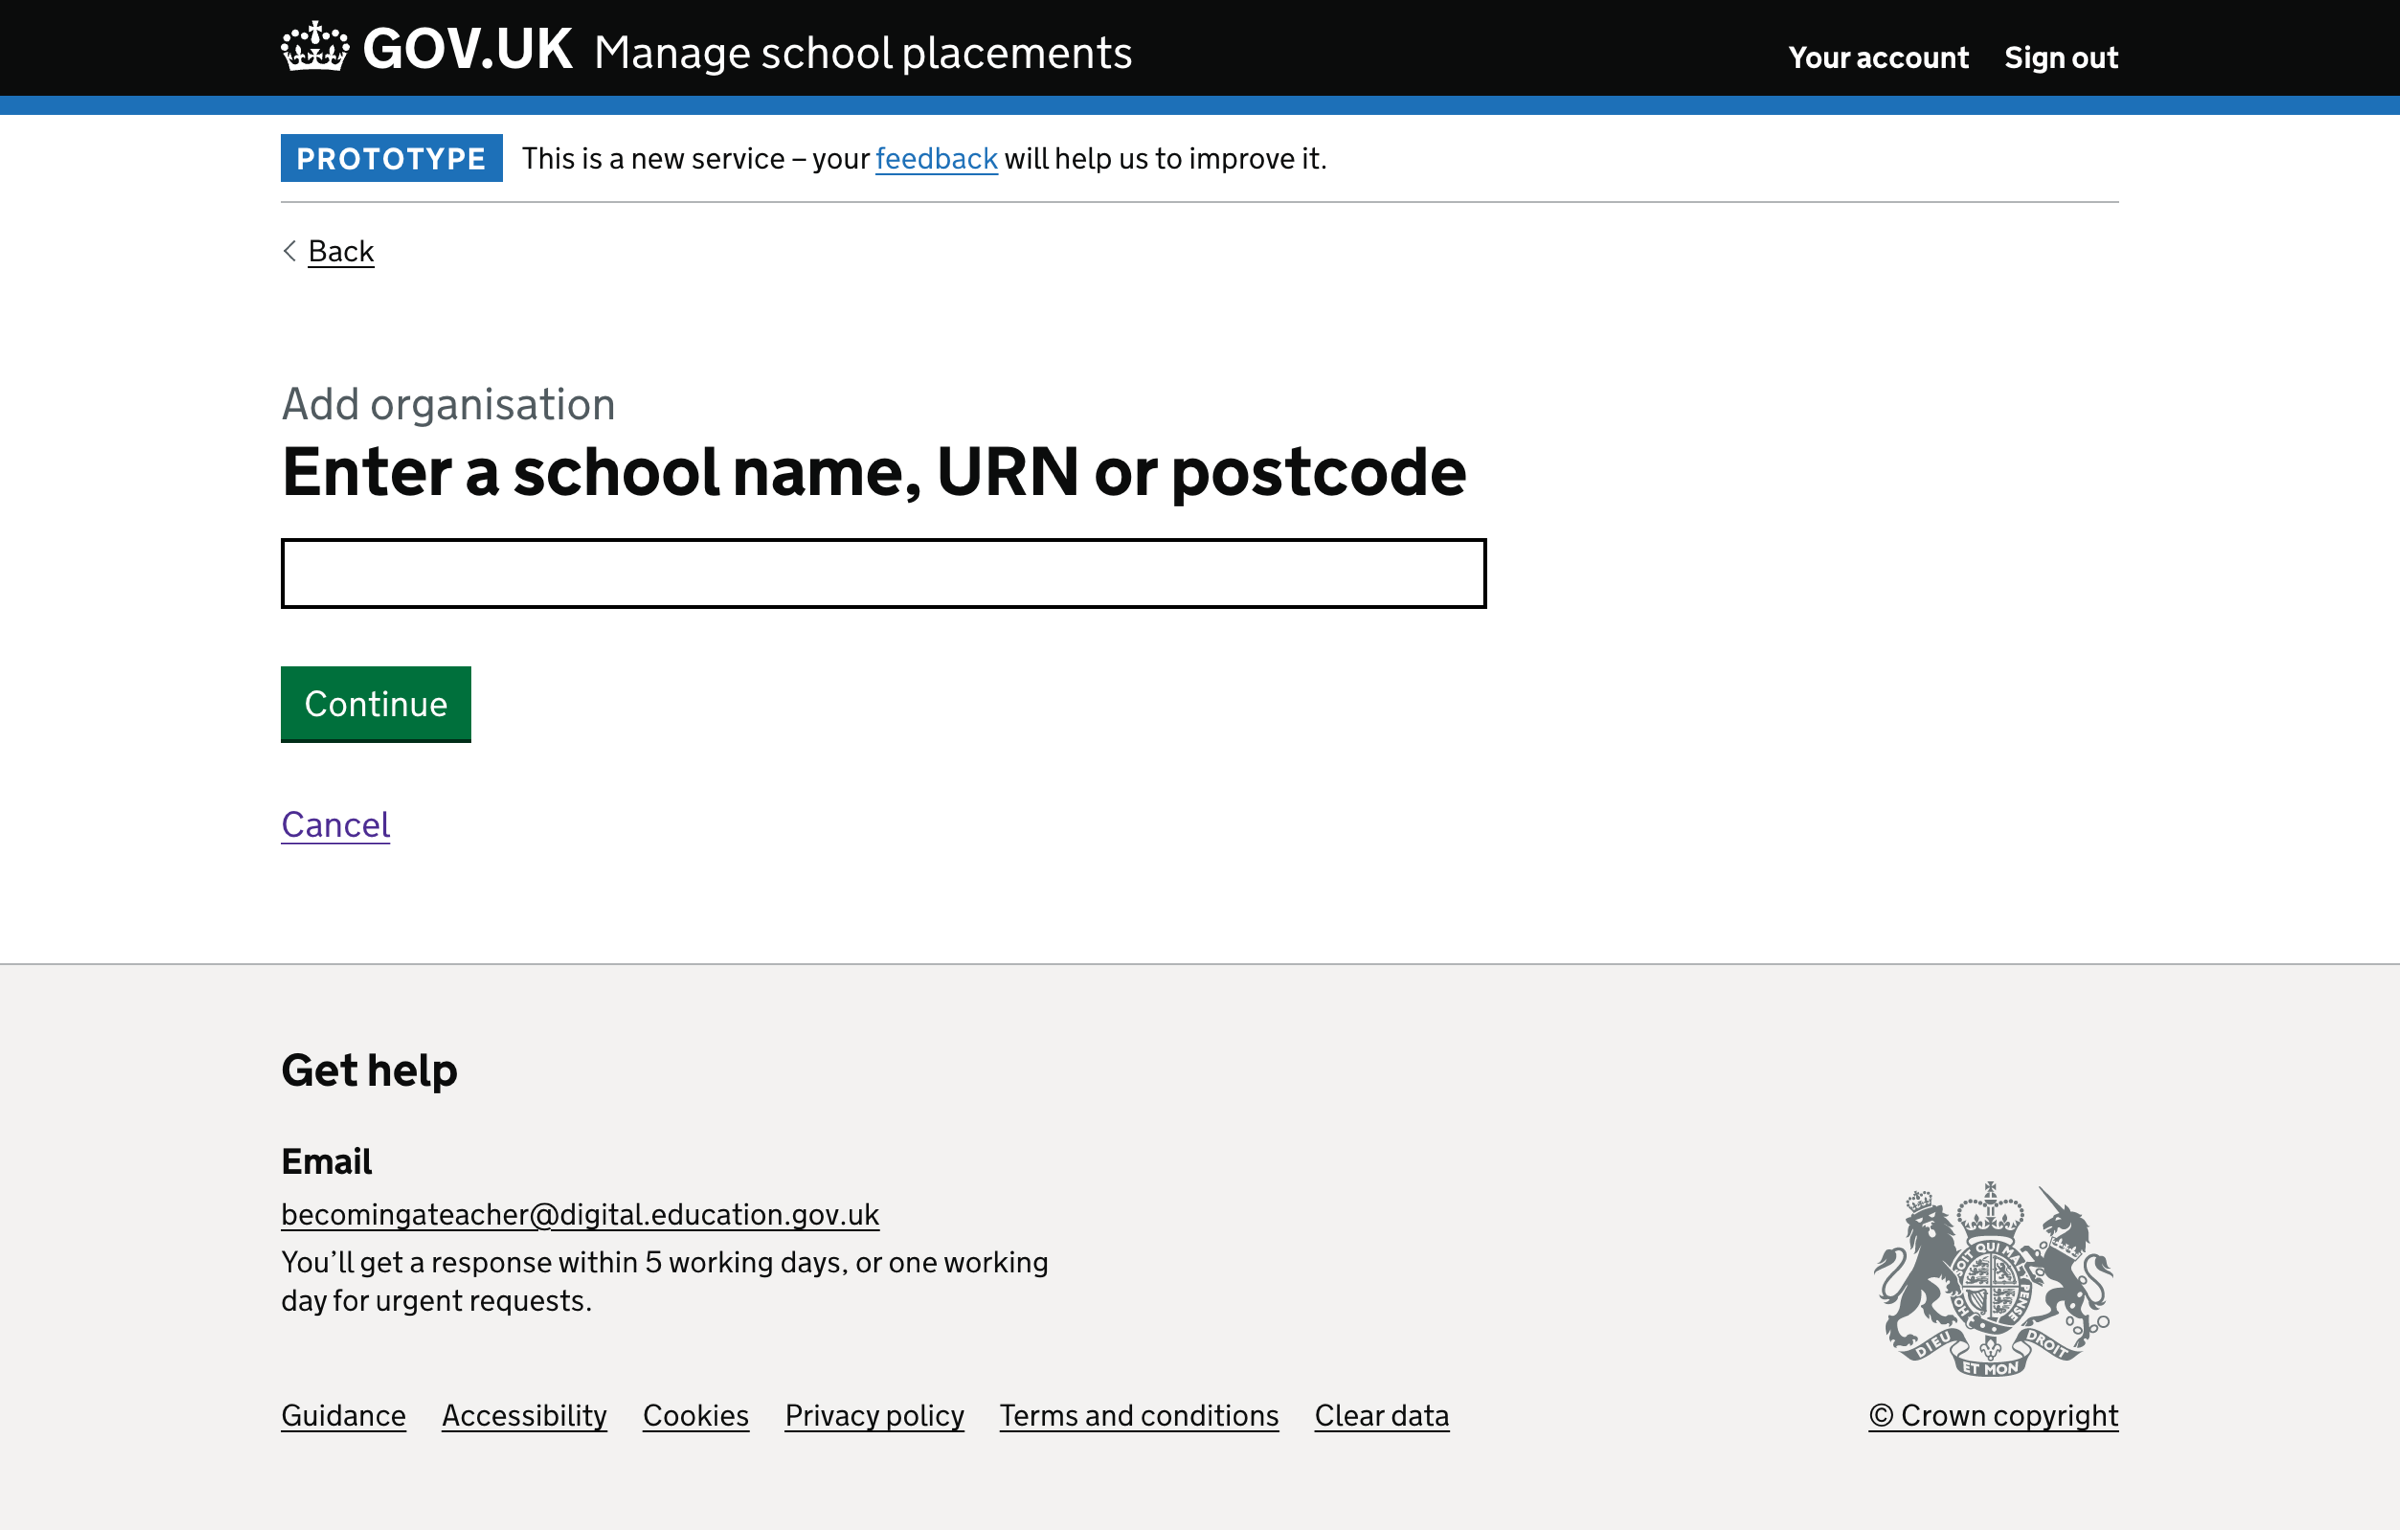 GOV.UK Manage school placements
Your account Sign out
PROTOTYPE This is a new service – your feedback will help us to improve it.
Back
Add organisation
Enter a school name, URN or postcode
Continue
Cancel
Get help
Email
becomingateacher@digital.education.gov.uk
You’ll get a response within 5 working days, or one working
day for urgent requests.
SOIT QUI MAL PENSE
HON
DIEU ET MON DROIT
Guidance Accessibility Cookies Privacy policy Terms and conditions Clear data
© Crown copyright